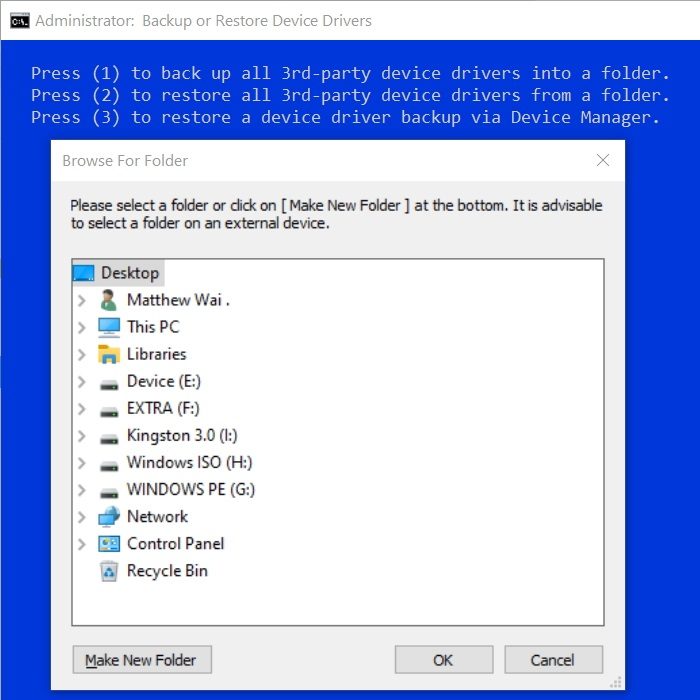 Administrator:  Backup or Restore Device Drivers
Press (1) to back up all 3rd-party device drivers into a folder.
Press (2) to restore all 3rd-party device drivers from a folder.
Press (3) to restore a device driver backup via Device Manager.
Browse For Folder
Please select a folder or click on [ Make New Folder ] at the bottom. It is advisable
to select a folder on an external device.
Desktop
Matthew Wai .
This PC
Libraries
Device (E:)
EXTRA (F:)
Kingston 3.0 (I:)
Windows ISO (H:)
WINDOWS PE (G:)
Network
Control Panel
Recycle Bin
Make New Folder OK Cancel